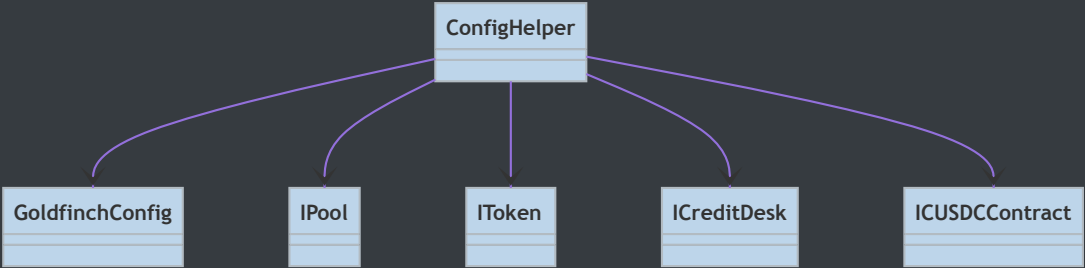 ConfigHelper
GoldfinchConfig
IPool
IToken
ICreditDesk
ICUSDCContract